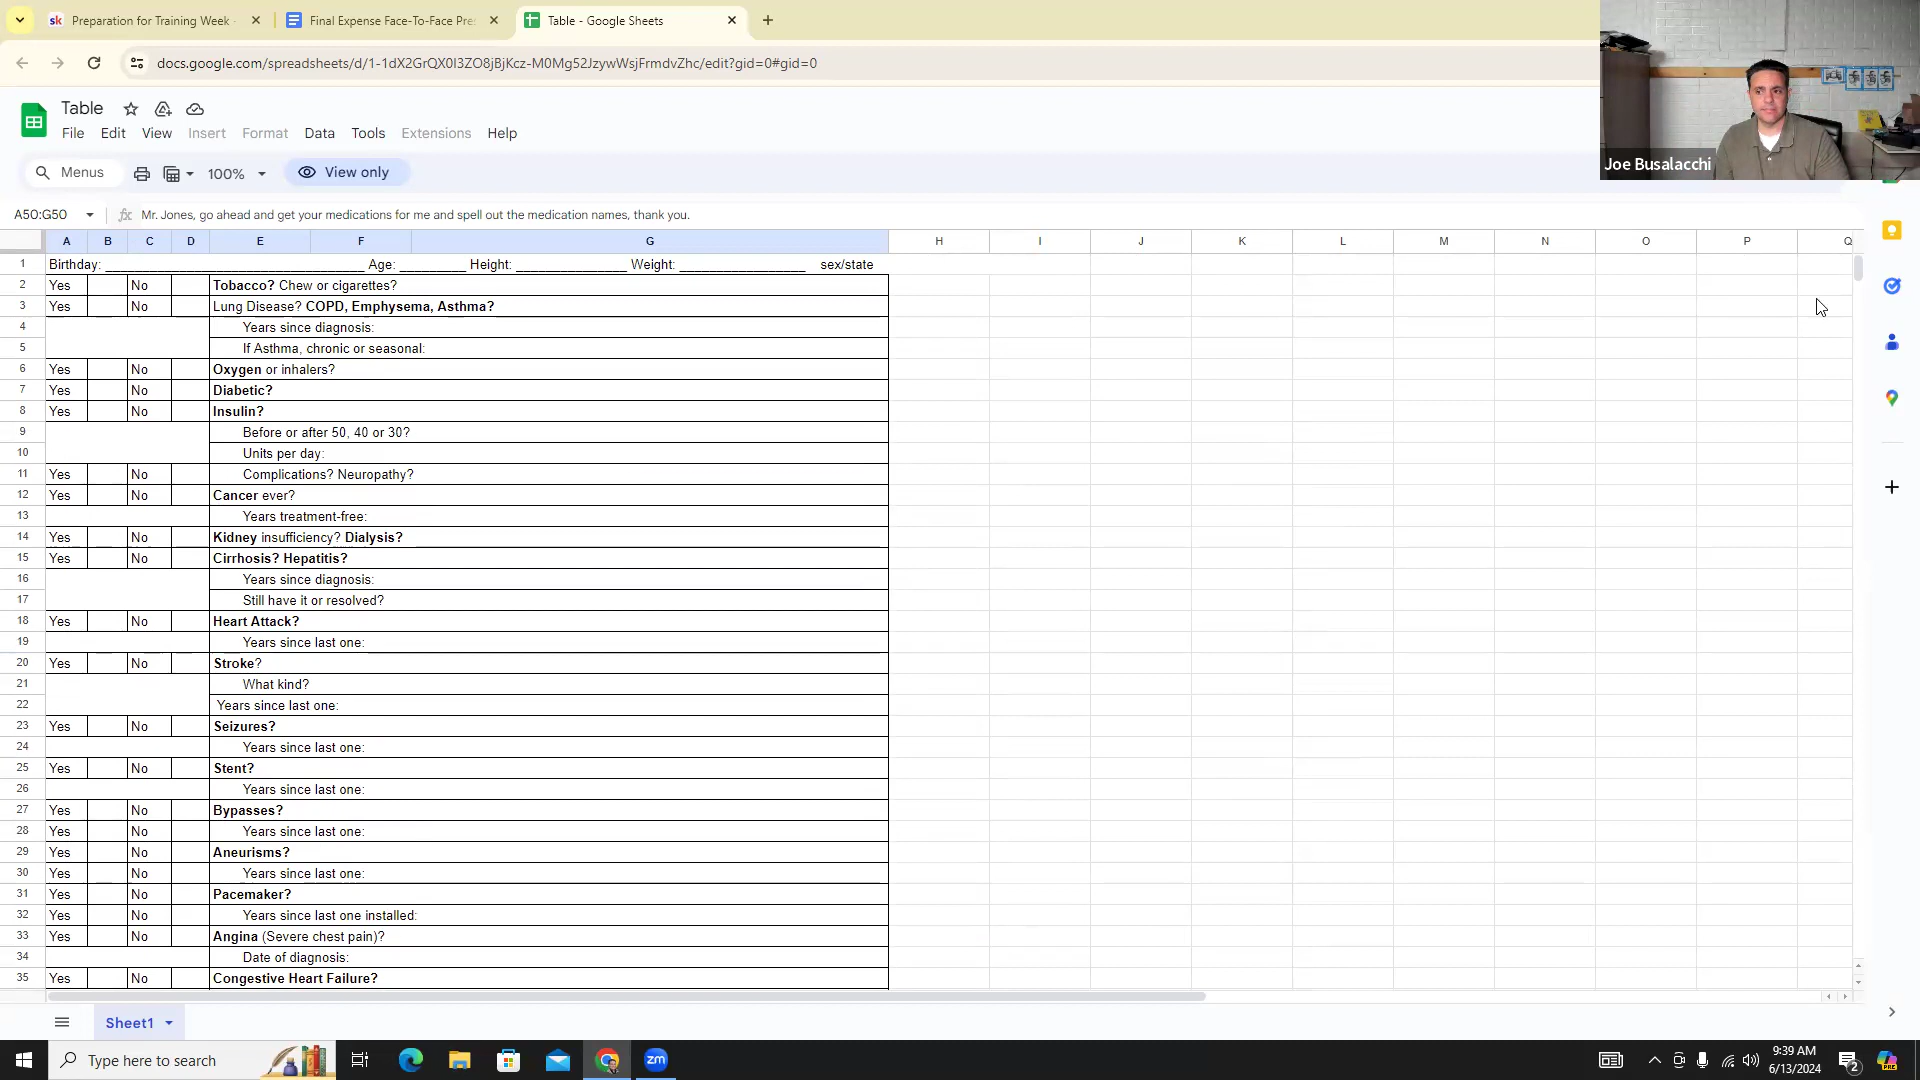 Preparation for Training Week -
Final Expense Face-To-Face Pre
Table - Google Sheets
docs.google.com/spreadsheets/d/1-1dX2GrQX0I3ZO8jBjKcz-M0Mg52JzywWsjFrmdvZhc/edit?gid=0#gid=0
Table
File Edit View Insert Format Data Tools Extensions Help
Menus 100% View only
Joe Busalacchi
A50:G50 fx Mr. Jones, go ahead and get your medications for me and spell out the medication names, thank you.
A B C D E F G H I J K L M N O P Q
1 Birthday: ___________________________________ Age: _________ Height: _______________ Weight: _________________ sex/state
2 Yes No Tobacco? Chew or cigarettes?
3 Yes No Lung Disease? COPD, Emphysema, Asthma?
4 Years since diagnosis:
5 If Asthma, chronic or seasonal:
6 Yes No Oxygen or inhalers?
7 Yes No Diabetic?
8 Yes No Insulin?
9 Before or after 50, 40 or 30?
10 Units per day:
11 Yes No Complications? Neuropathy?
12 Yes No Cancer ever?
13 Years treatment-free:
14 Yes No Kidney insufficiency? Dialysis?
15 Yes No Cirrhosis? Hepatitis?
16 Years since diagnosis:
17 Still have it or resolved?
18 Yes No Heart Attack?
19 Years since last one:
20 Yes No Stroke?
21 What kind?
22 Years since last one:
23 Yes No Seizures?
24 Years since last one:
25 Yes No Stent?
26 Years since last one:
27 Yes No Bypasses?
28 Yes No Years since last one:
29 Yes No Aneurisms?
30 Yes No Years since last one:
31 Yes No Pacemaker?
32 Yes No Years since last one installed:
33 Yes No Angina (Severe chest pain)?
34 Date of diagnosis:
35 Yes No Congestive Heart Failure?
Sheet1
Type here to search
zm
9:39 AM
6/13/2024
2